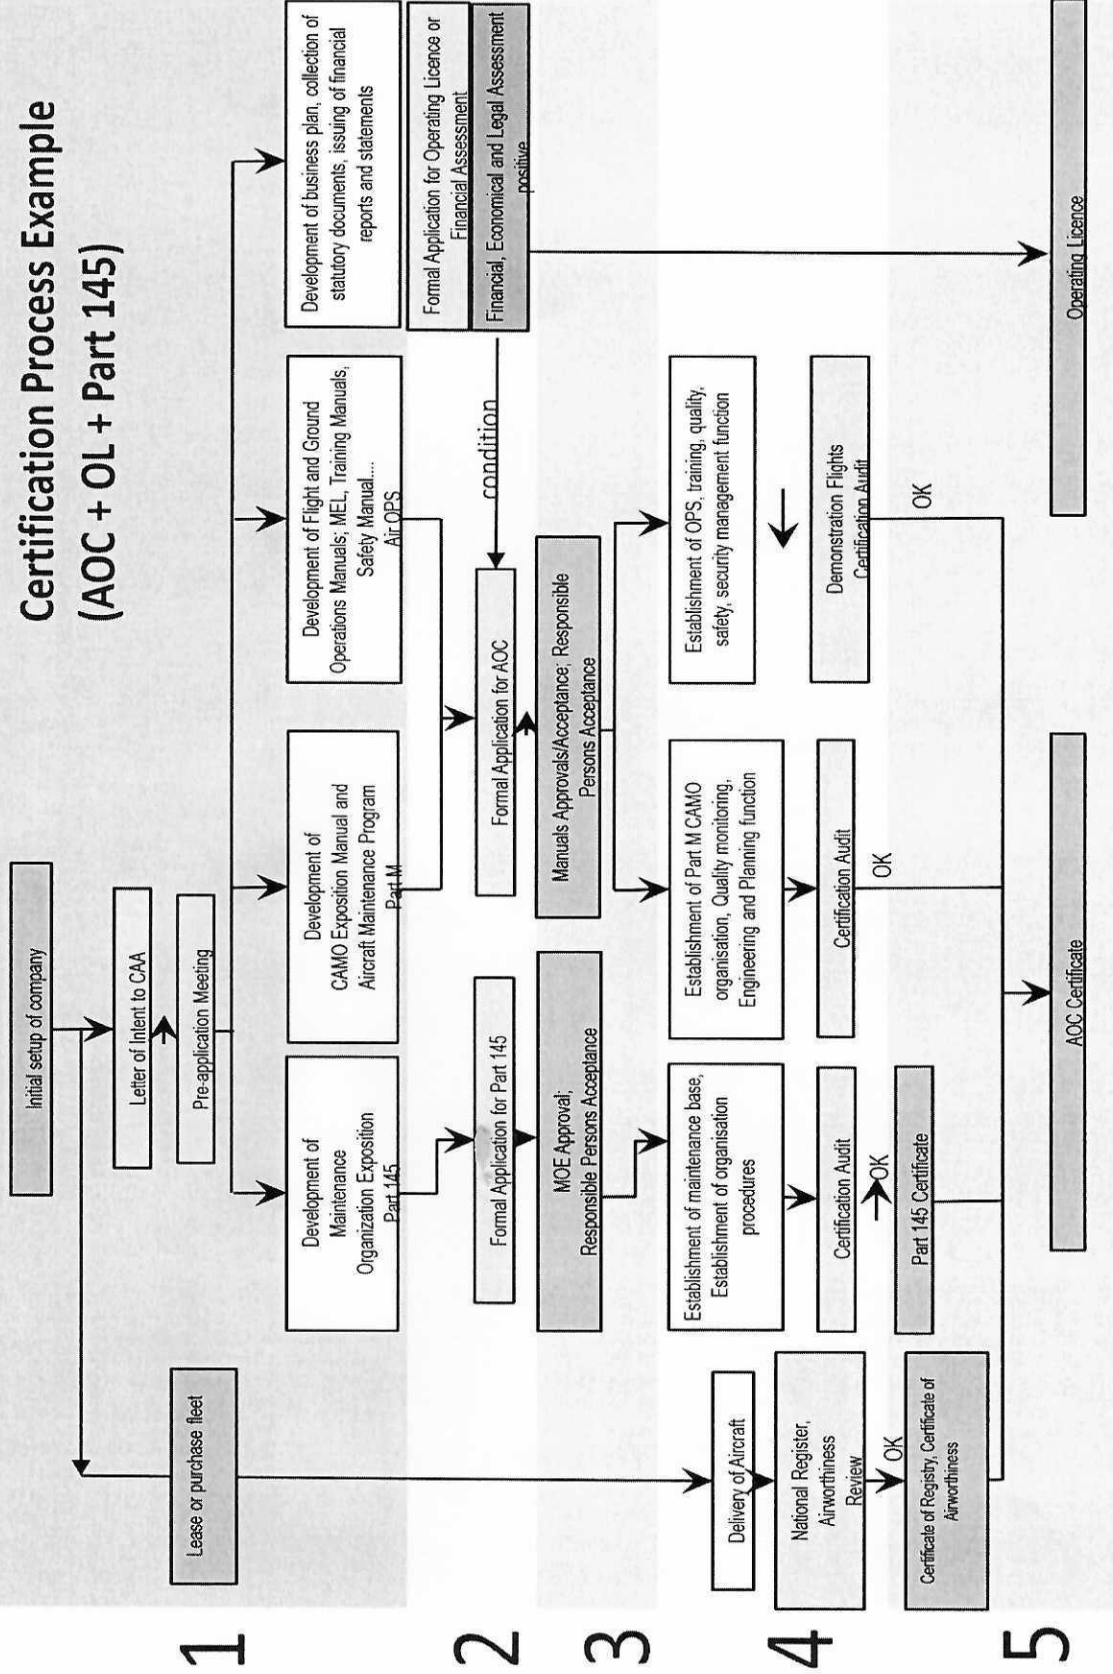 Certification Process Example
(AOC + OL + Part 145)
1
Initial setup of company
Letter of Intent to CAA
Pre-application Meeting
Lease or purchase fleet
Development of
Maintenance
Organization Exposition
Part 145
Development of
CAMO Exposition Manual and
Aircraft Maintenance Program
Part M
Development of Flight and Ground
Operations Manuals; MEL, Training Manuals,
Safety Manual....
Air OPS
Development of business plan, collection of
statutory documents, issuing of financial
reports and statements
2
Formal Application for Part 145
Formal Application for AOC
condition
Formal Application for Operating Licence or
Financial Assessment
Financial, Economical and Legal Assessment
positive
3
MOE Approval;
Responsible Persons Acceptance
Manuals Approvals/Acceptance; Responsible
Persons Acceptance
4
Delivery of Aircraft
National Register,
Airworthiness
Review
OK
Establishment of maintenance base,
Establishment of organisation
procedures
Certification Audit
OK
Establishment of Part M CAMO
organisation, Quality monitoring,
Engineering and Planning function
Certification Audit
OK
Establishment of OPS, training, quality,
safety, security management function
Demonstration Flights
Certification Audit
OK
5
Certificate of Registry, Certificate of
Airworthiness
Part 145 Certificate
AOC Certificate
Operating Licence